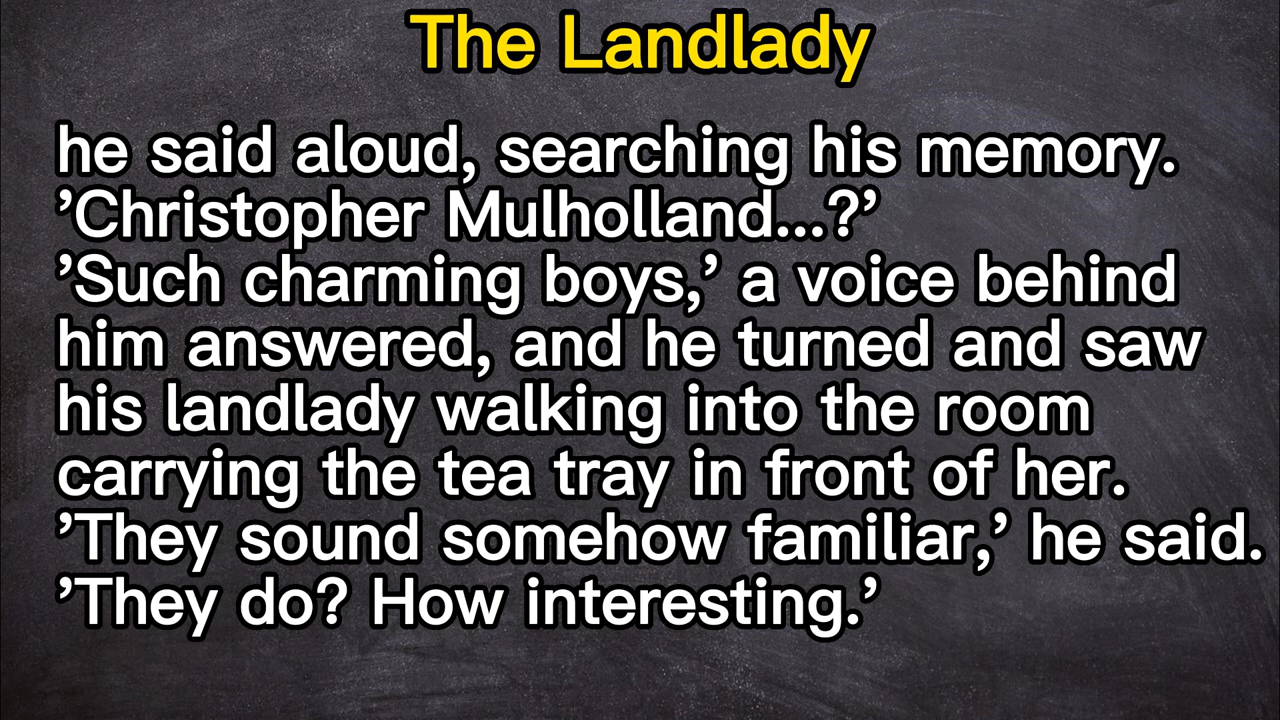 The Landlady
he said aloud, searching his memory.
’Christopher Mulholland...?’
’Such charming boys,’ a voice behind
him answered, and he turned and saw
his landlady walking into the room
carrying the tea tray in front of her.
’They sound somehow familiar,’ he said.
’They do? How interesting.’